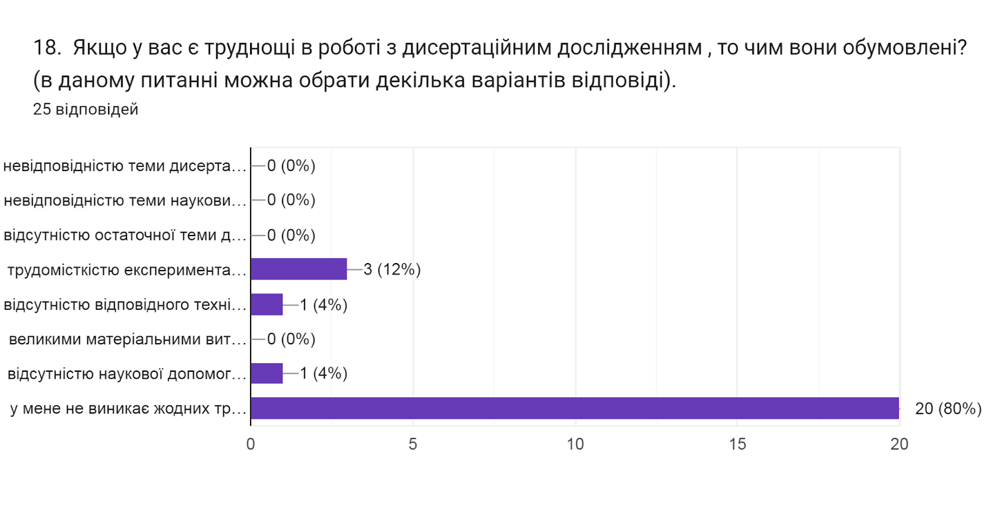 18.  Якщо у вас є труднощі в роботі з дисертаційним дослідженням , то чим вони обумовлені?
(в даному питанні можна обрати декілька варіантів відповіді).
25 відповідей
невідповідністю теми дисерта… 0 (0%)
невідповідністю теми наукови… 0 (0%)
відсутністю остаточної теми д… 0 (0%)
трудомісткістю експеримента… 3 (12%)
відсутністю відповідного техні… 1 (4%)
великими матеріальними вит… 0 (0%)
відсутністю наукової допомог… 1 (4%)
у мене не виникає жодних тр… 20 (80%)
0 5 10 15 20